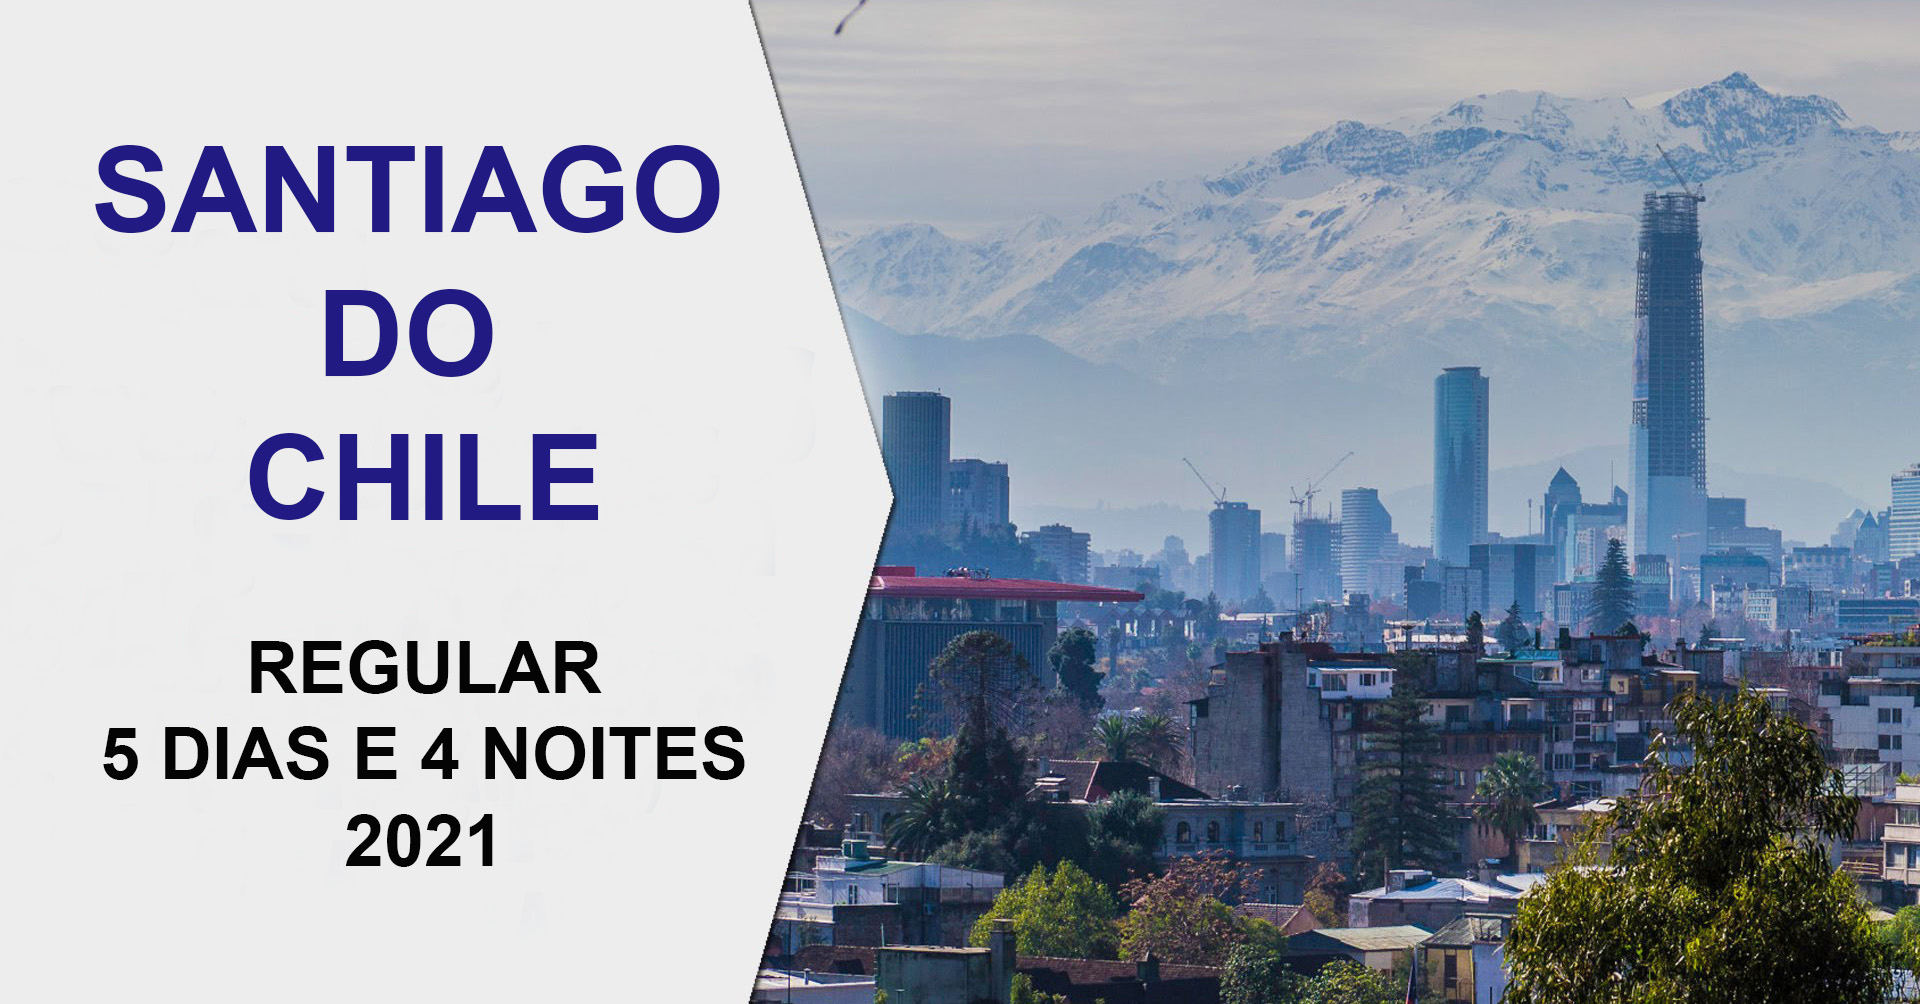 SANTIAGO
DO
CHILE
REGULAR
5 DIAS E 4 NOITES
2021